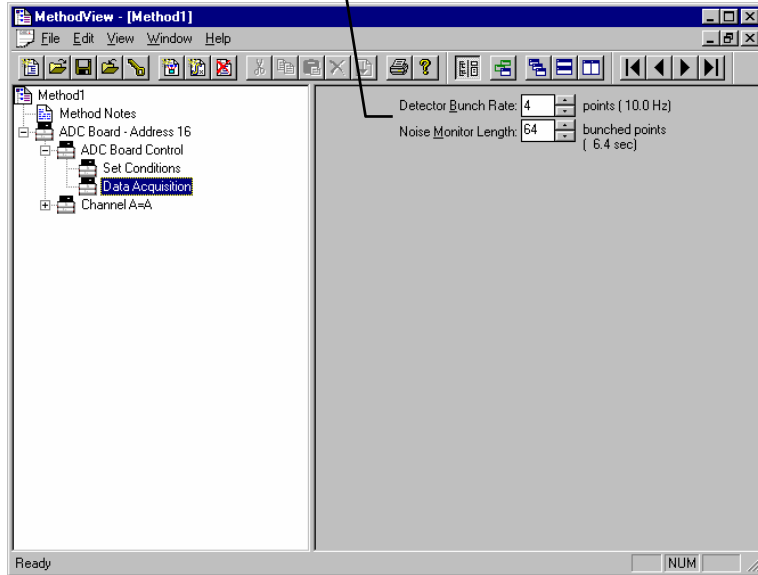 MethodView - [Method1]
File Edit View Window Help
Method1
Method Notes
ADC Board - Address 16
ADC Board Control
Set Conditions
Data Acquisition
Channel A=A
Detector Bunch Rate: 4 points ( 10.0 Hz)
Noise Monitor Length: 64 bunched points
( 6.4 sec)
Ready NUM